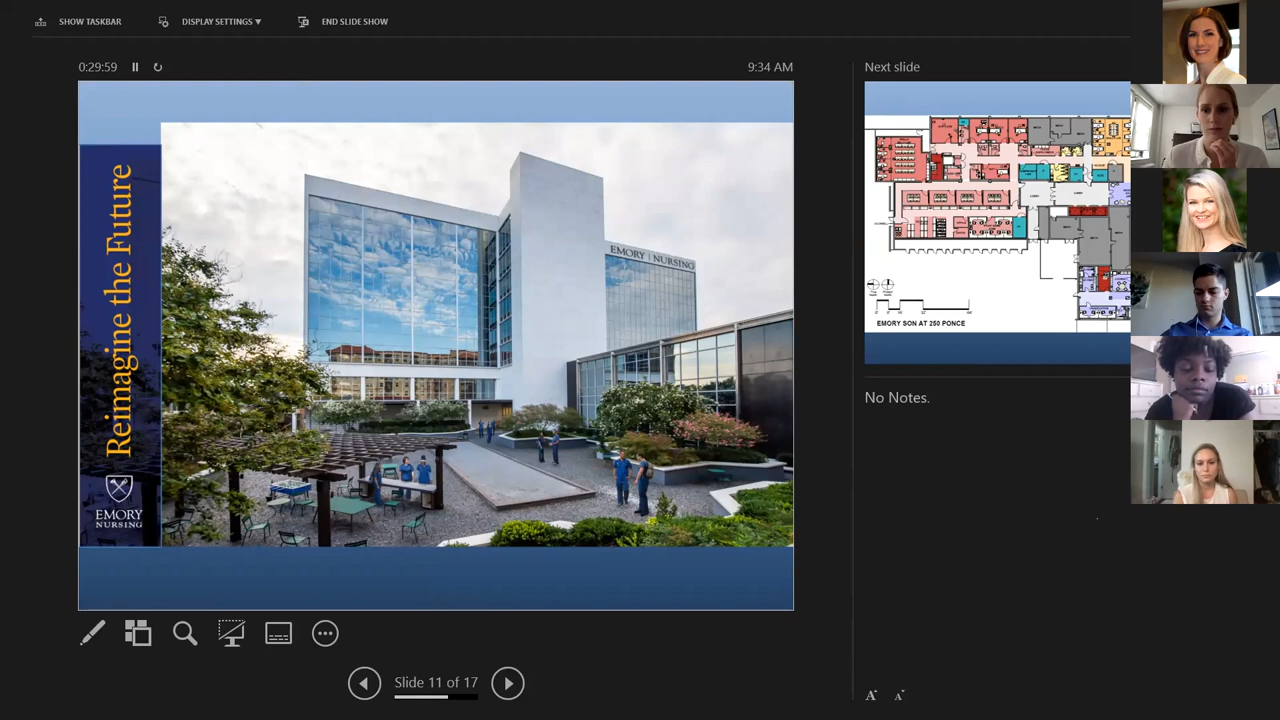 SHOW TASKBAR
DISPLAY SETTINGS ▼
END SLIDE SHOW
0:29:59
9:34 AM
Next slide
Reimagine the Future
EMORY
NURSING
EMORY | NURSING
EMORY SON AT 250 PONCE
No Notes.
Slide 11 of 17
A
A